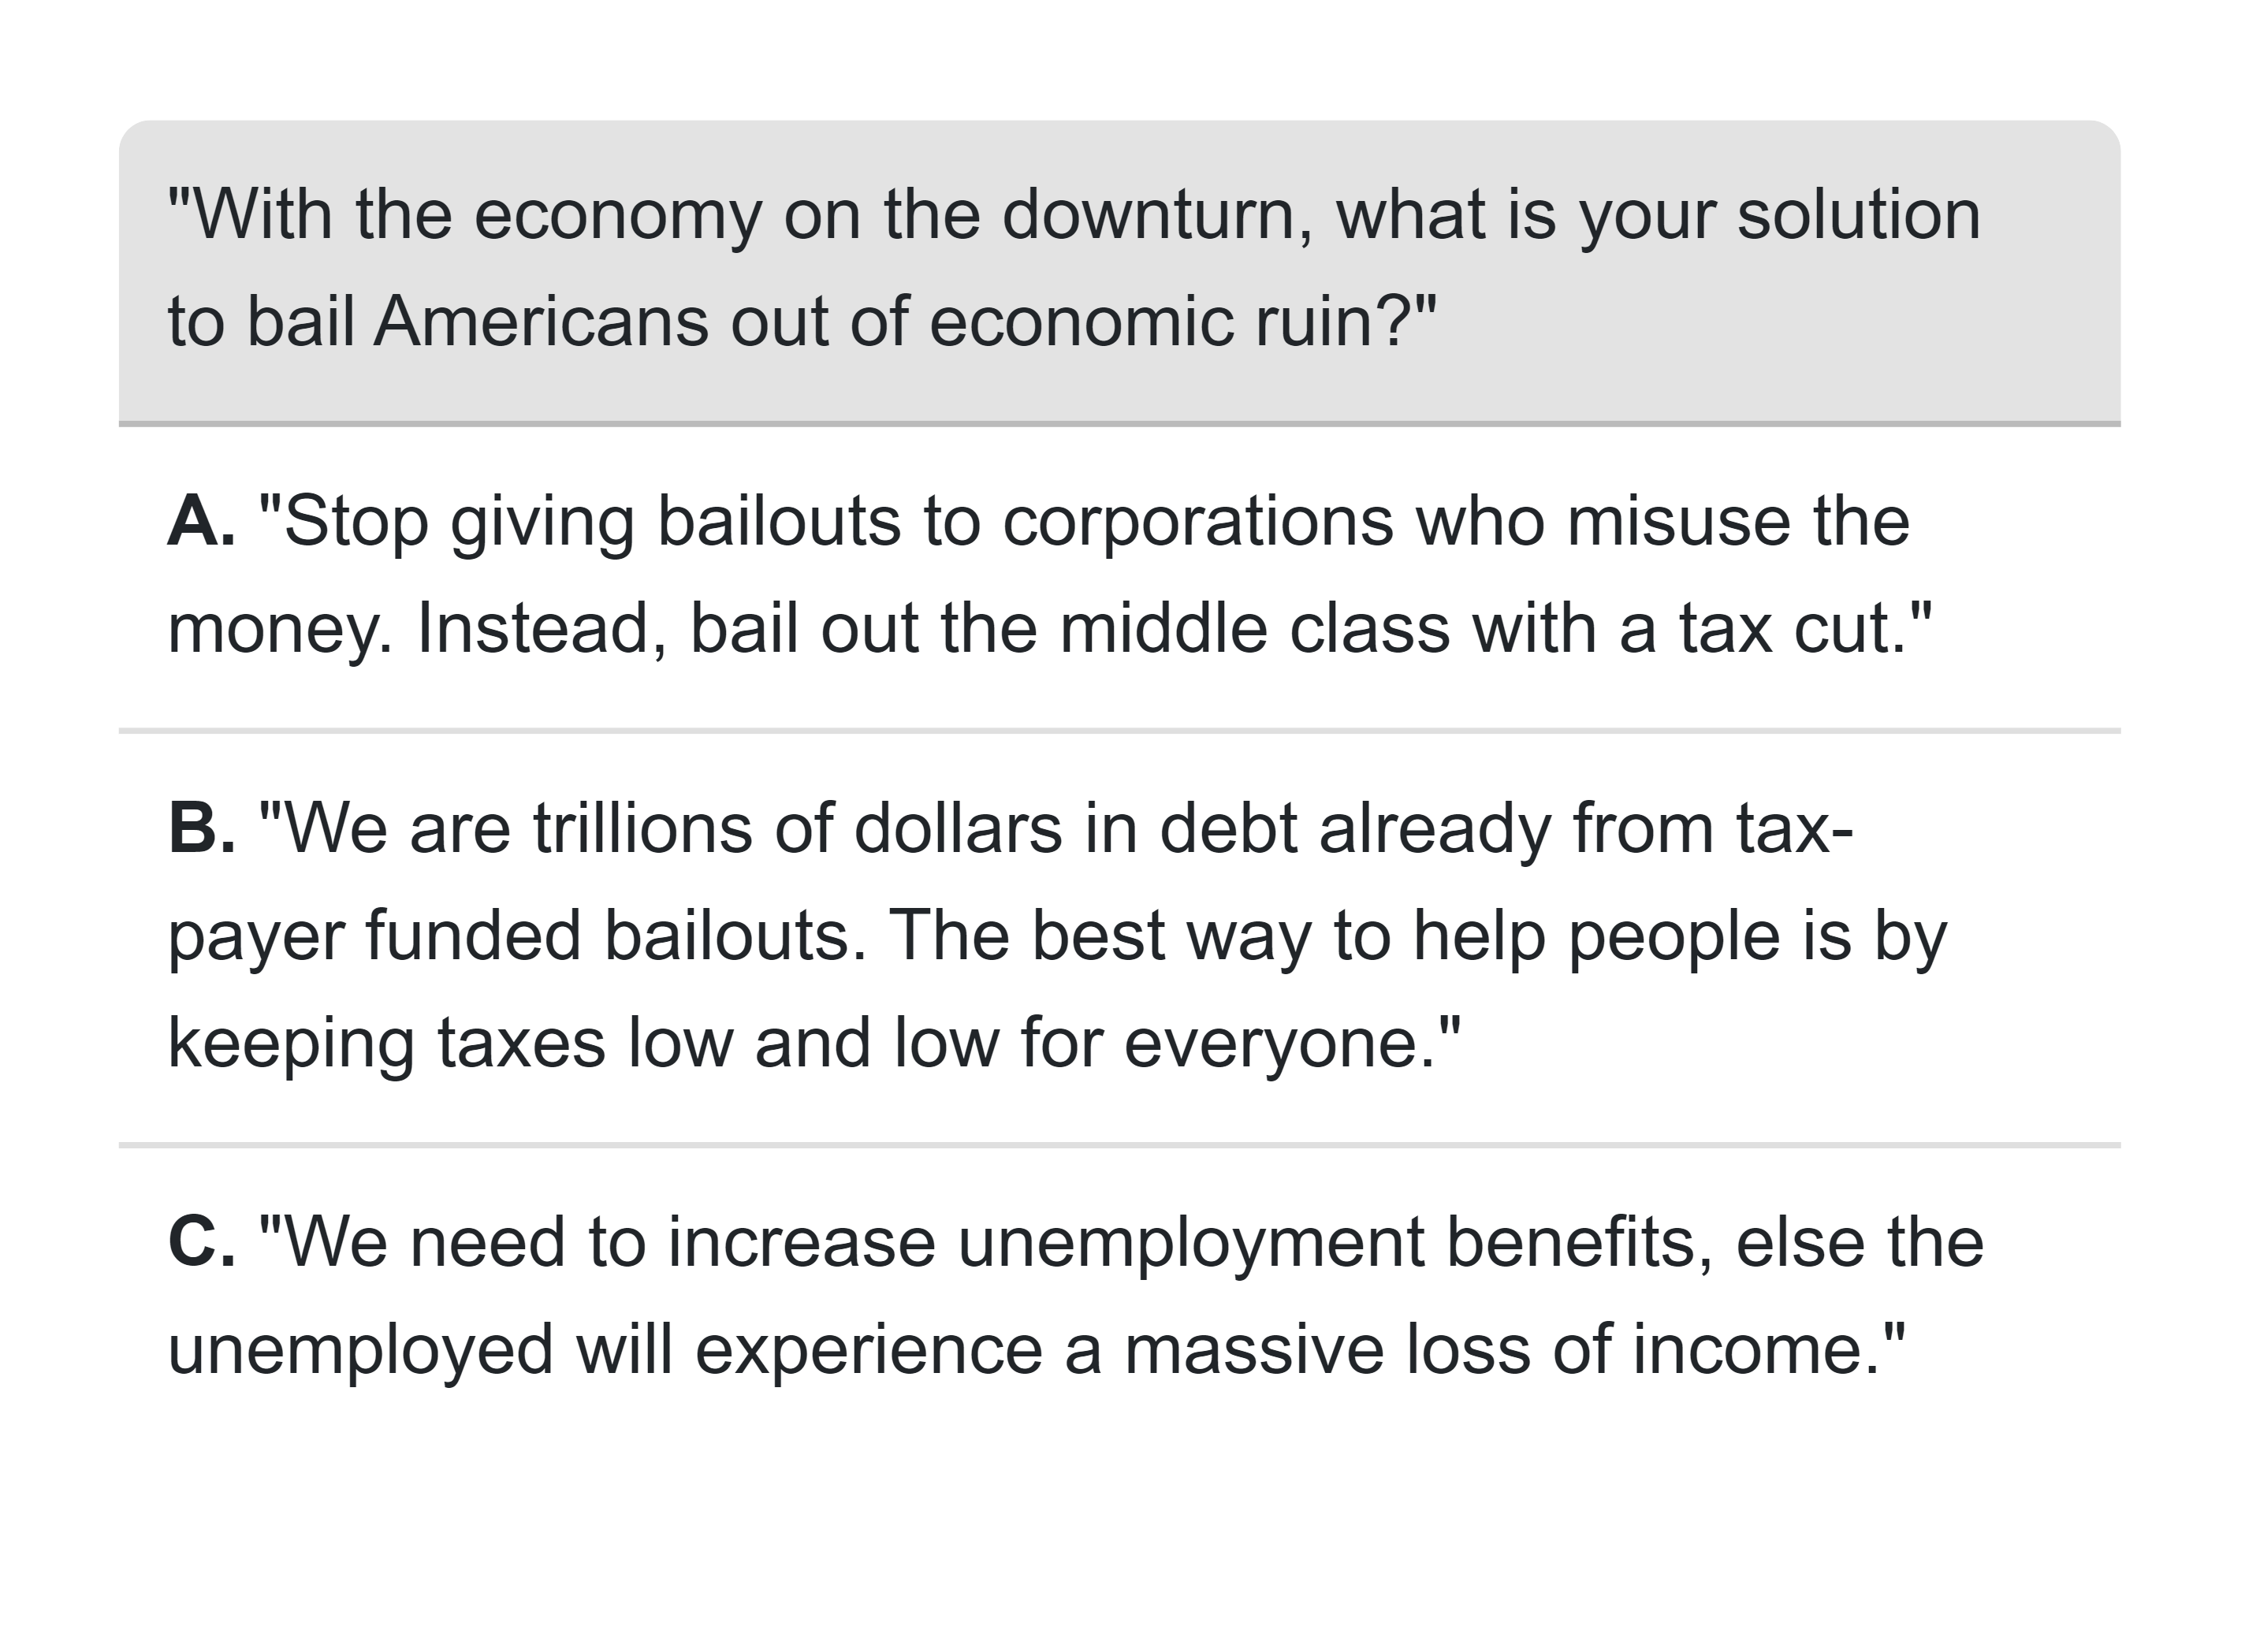 "With the economy on the downturn, what is your solution
to bail Americans out of economic ruin?"
A. "Stop giving bailouts to corporations who misuse the
money. Instead, bail out the middle class with a tax cut."
B. "We are trillions of dollars in debt already from tax-
payer funded bailouts. The best way to help people is by
keeping taxes low and low for everyone."
C. "We need to increase unemployment benefits, else the
unemployed will experience a massive loss of income."